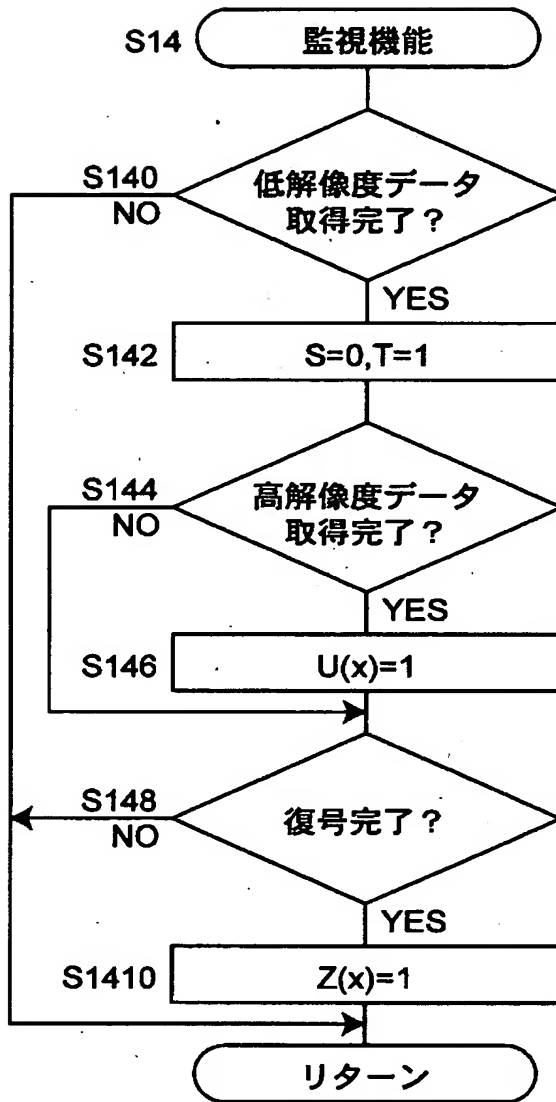 S14
監視機能
S140
NO
低解像度データ
取得完了？
YES
S142
S=0,T=1
S144
NO
高解像度データ
取得完了？
YES
S146
U(x)=1
S148
NO
復号完了？
YES
S1410
Z(x)=1
リターン